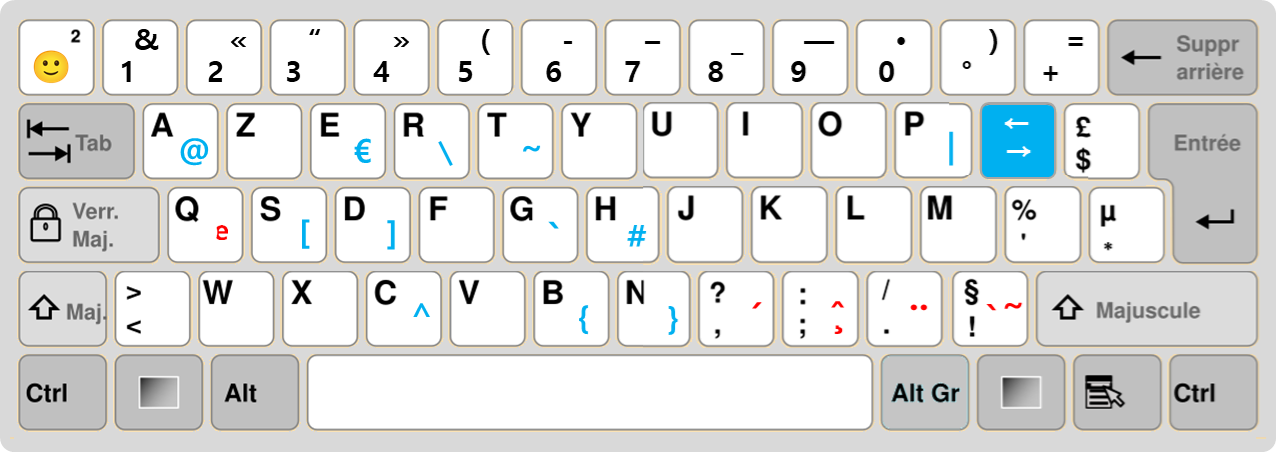 2 & « “ » ( - – _ — • ) = Suppr
1 2 3 4 5 6 7 8 9 0 ° + arrière
Tab A @ Z E € R \ T ~ Y U I O P | ← → £ $ Entrée
Verr. Maj. Q e S [ D ] F G ` H # J K L M % ' µ *
Maj. > < W X C ^ V B { N } ? , ´ : ; ˆ ¸ / . ¨ § ! ` ~ Majuscule
Ctrl Alt Alt Gr Ctrl